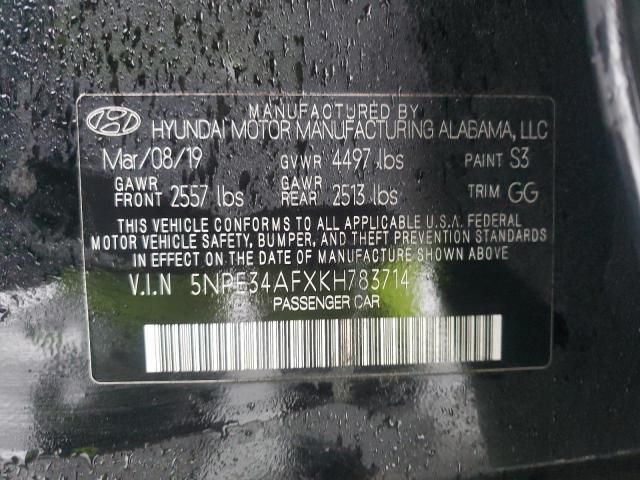 MANUFACTURED BY
HYUNDAI MOTOR MANUFACTURING ALABAMA, LLC
Mar/08/19 GVWR 4497 lbs PAINT S3
GAWR FRONT 2557 lbs GAWR REAR 2513 lbs TRIM GG
THIS VEHICLE CONFORMS TO ALL APPLICABLE U.S.A. FEDERAL
MOTOR VEHICLE SAFETY, BUMPER, AND THEFT PREVENTION STANDARDS
IN EFFECT ON THE DATE OF MANUFACTURE SHOWN ABOVE
V.I.N 5NPE34AFXKH783714
PASSENGER CAR